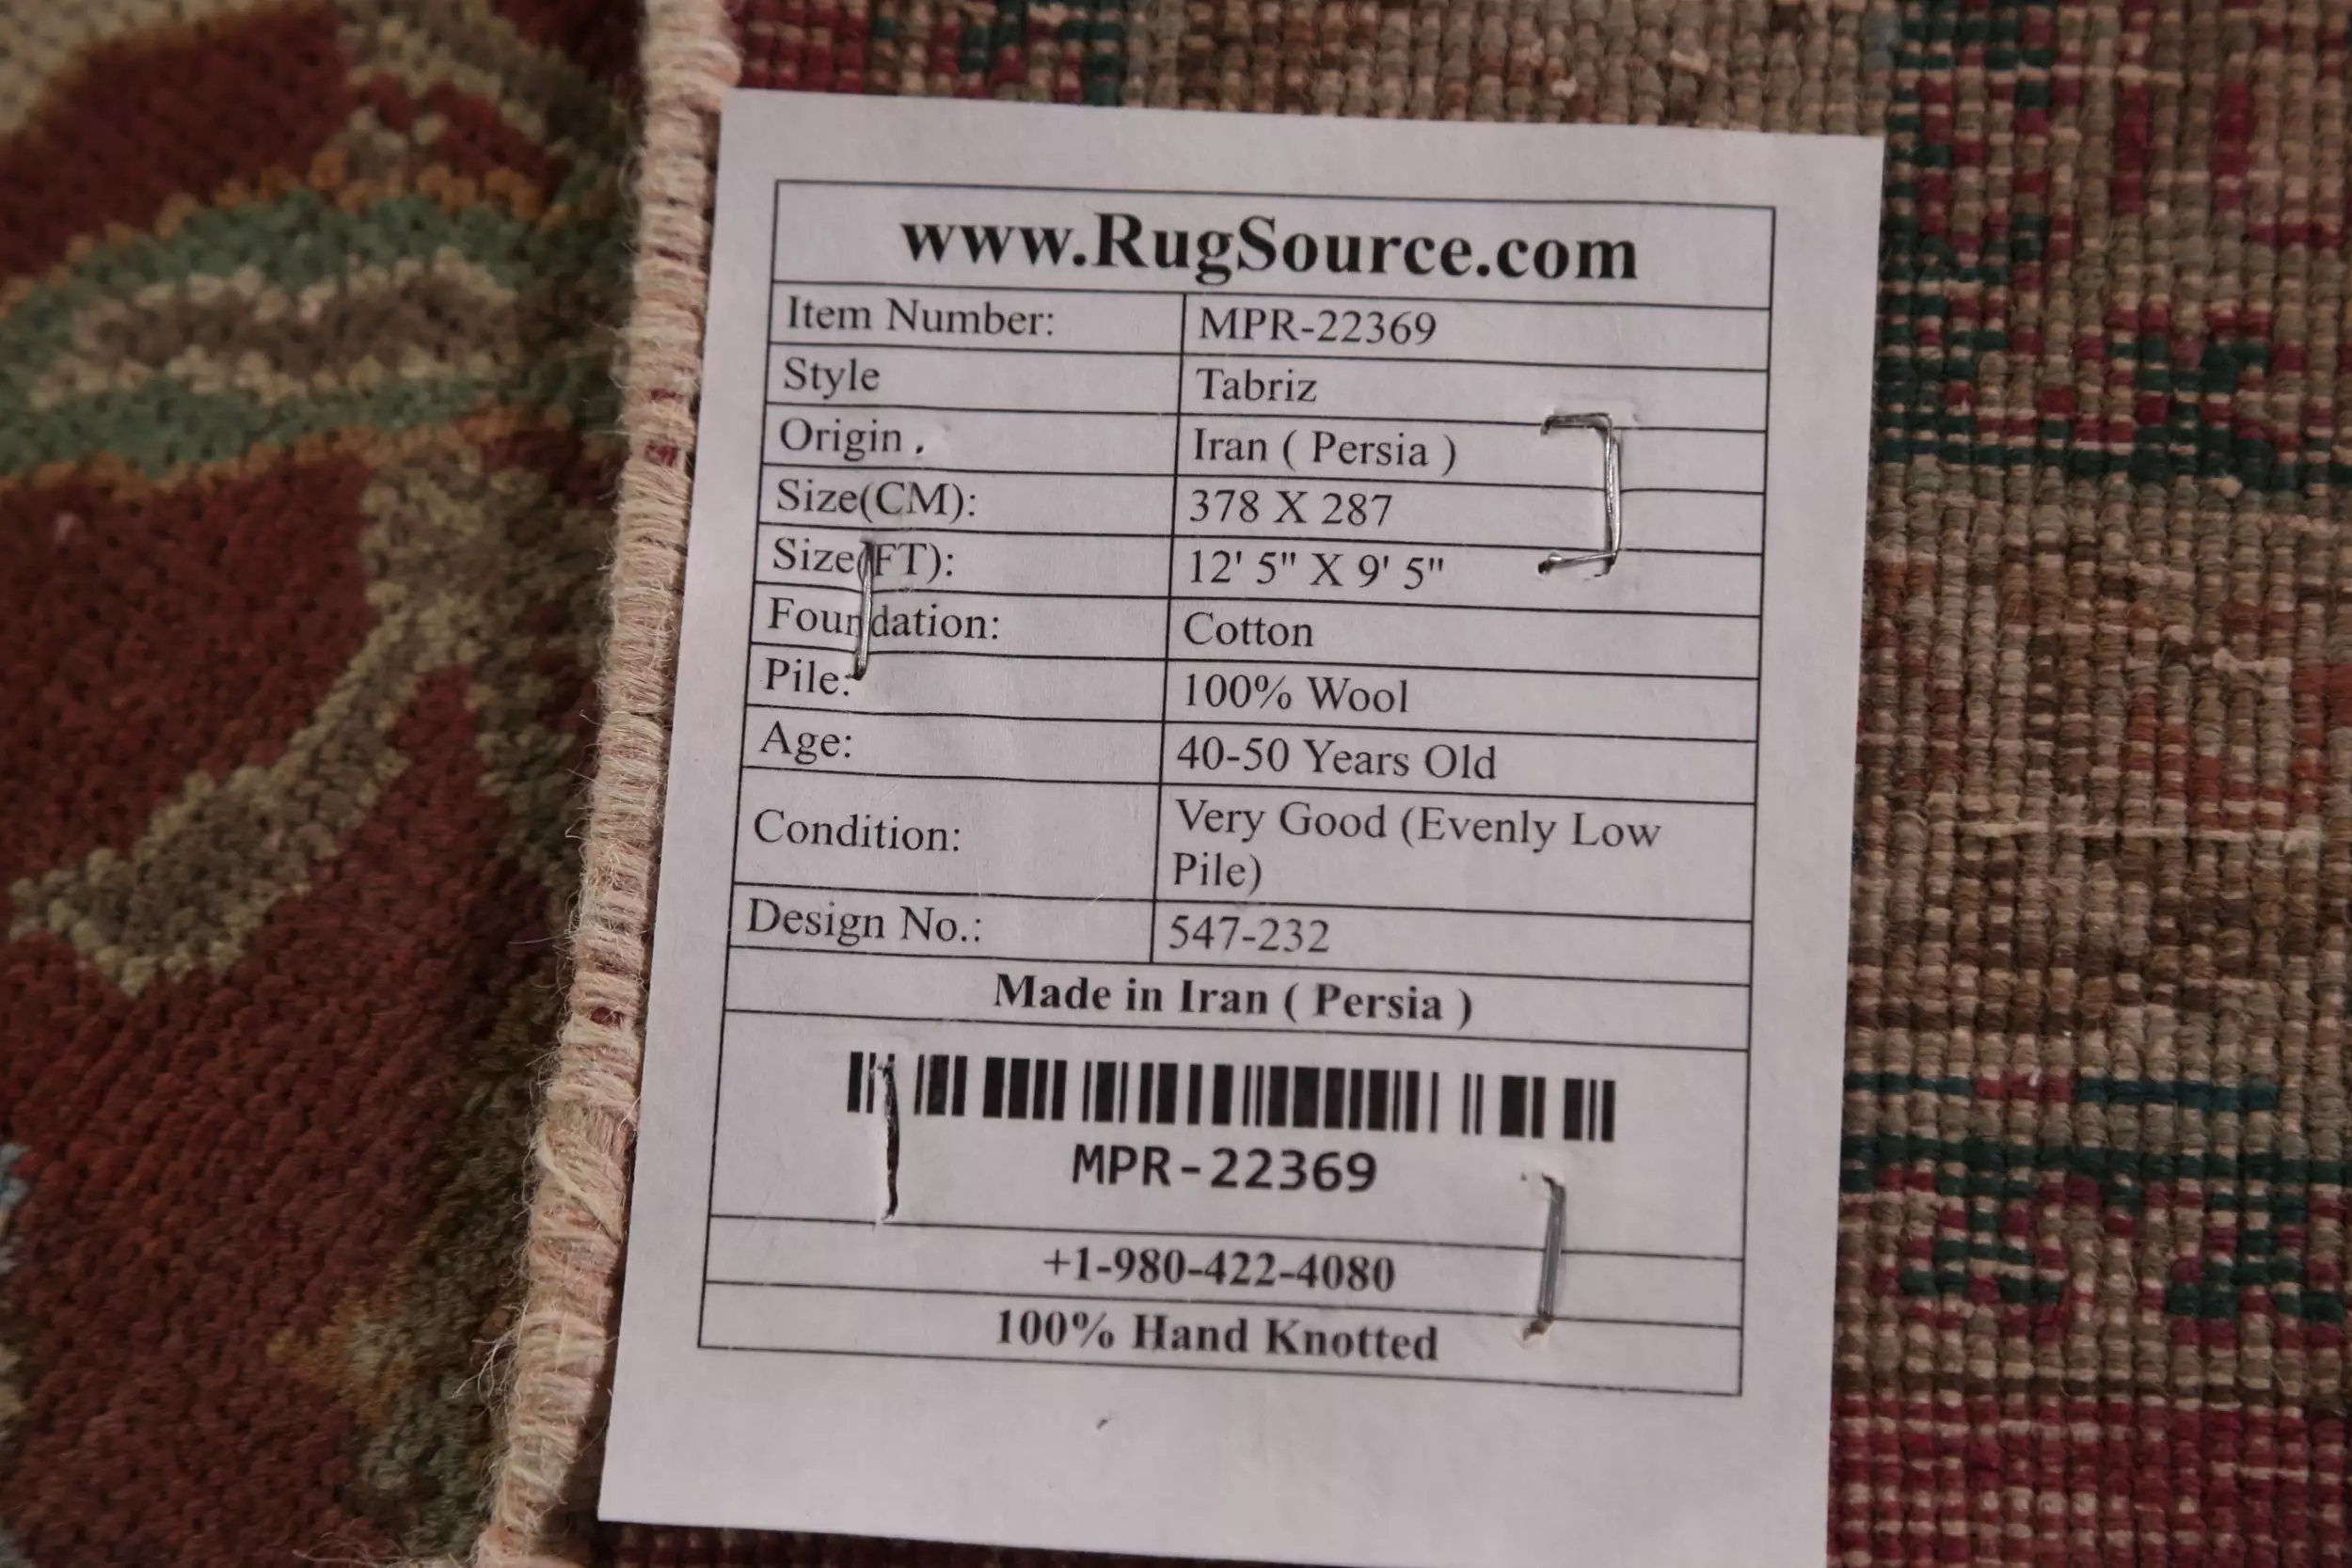 www.RugSource.com
Item Number: MPR-22369
Style Tabriz
Origin . Iran ( Persia )
Size(CM): 378 X 287
Size(FT): 12' 5" X 9' 5"
Foundation: Cotton
Pile: 100% Wool
Age: 40-50 Years Old
Condition: Very Good (Evenly Low
Pile)
Design No.: 547-232
Made in Iran ( Persia )
MPR-22369
+1-980-422-4080
100% Hand Knotted